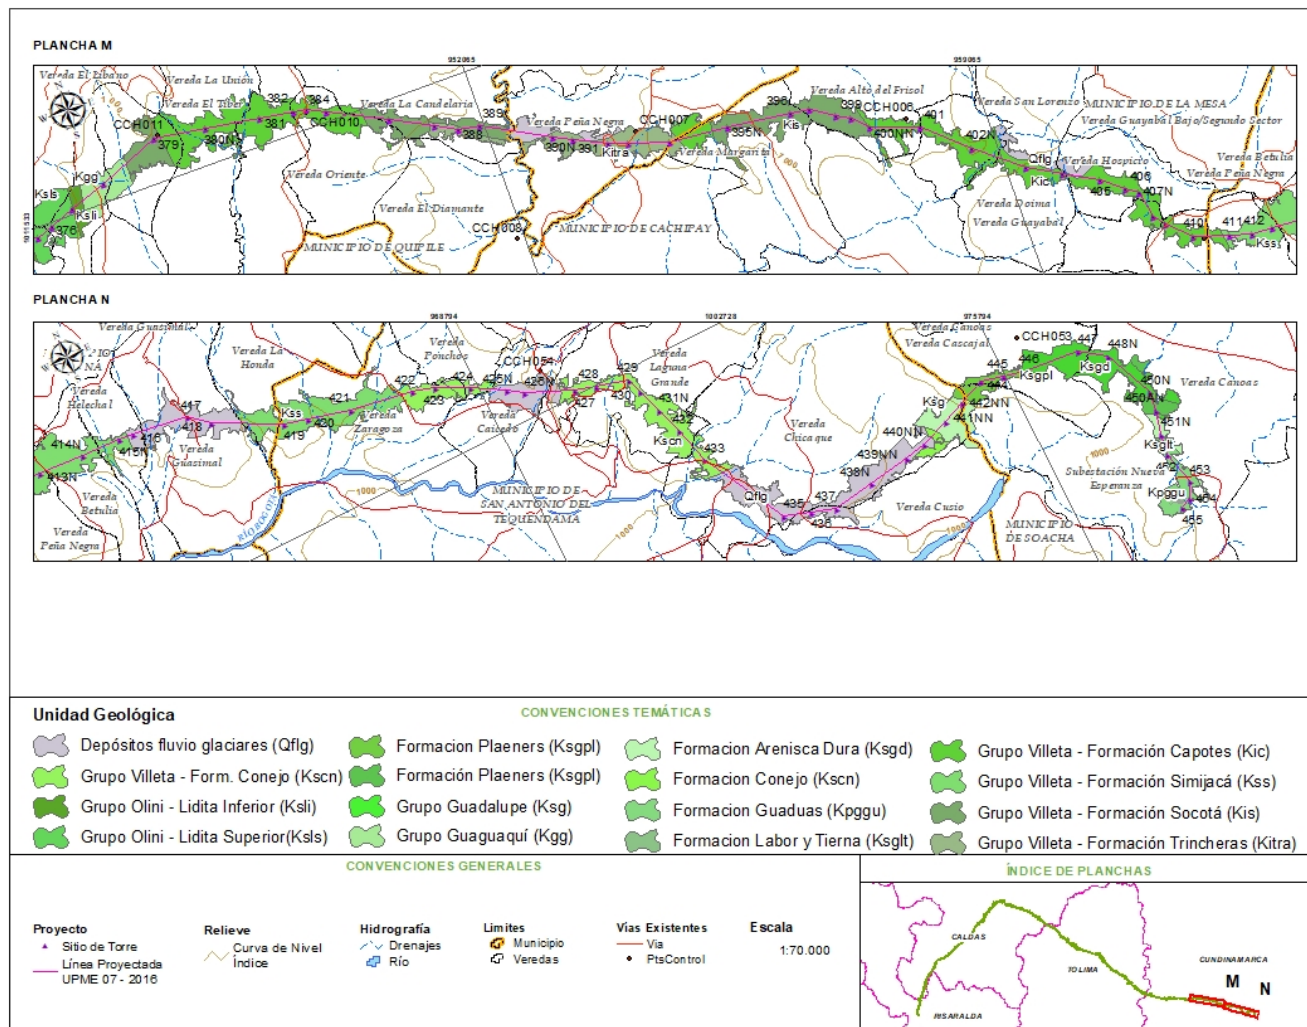 PLANCHA M
952065
959065
1011533
Vereda El Líbano
Vereda La Unión
Vereda El Tíber
Vereda La Candelaria
Vereda Peña Negra
Vereda Alto del Frisol
Vereda San Lorenzo
MUNICIPIO DE LA MESA
Vereda Guayabal Bajo/Segundo Sector
Vereda Betulia
Vereda Peña Negra
Vereda Hospicio
Vereda Margarita
Vereda Oriente
Vereda El Diamante
Vereda Doima
Vereda Guayabal
MUNICIPIO DE QUIPILE
MUNICIPIO DE CACHIPAY
CCH011
382
384
381
CCH010
380N
379
388
389
390N
391
CCH007
Kitra
395N
396
Kis
399
CCH006
400NN
401
402N
Qflg
Kic
405
406
407N
410
411
412
Kss
Kgg
Ksls
Ksli
376
CCH008
PLANCHA N
988794
1002728
975794
Vereda Guasimal
Vereda La Honda
Vereda Ponchos
CCH054
Vereda Laguna Grande
Vereda Canoas
Vereda Cascajal
CCH053
Vereda Helechal
417
418
416
415N
414N
413N
Vereda Guasimal
Kss
419
420
421
Vereda Zaragoza
422
423
424
425N
426N
Vereda Caicedo
427
428
429
430
431N
432
Kscn
433
Qflg
435
436
437
438N
439NN
440NN
441NN
442NN
444
445
446
Ksg
Ksgpl
447
448N
Ksgd
450N
450AN
451N
Ksglt
452
453
454
455
Kpggu
Vereda Chicaque
Vereda Canoas
Substación Nueva Esperanza
Vereda Cusio
MUNICIPIO DE SOACHA
MUNICIPIO DE
SAN ANTONIO DEL
TEQUENDAMA
RÍO BOGOTÁ
Vereda Betulia
Vereda Peña Negra
1000
1000
1000
Unidad Geológica
CONVENCIONES TEMÁTICAS
Depósitos fluvio glaciares (Qflg)
Grupo Villeta - Form. Conejo (Kscn)
Grupo Olini - Lidita Inferior (Ksli)
Grupo Olini - Lidita Superior(Ksls)
Formacion Plaeners (Ksgpl)
Formación Plaeners (Ksgpl)
Grupo Guadalupe (Ksg)
Grupo Guaguaquí (Kgg)
Formacion Arenisca Dura (Ksgd)
Formacion Conejo (Kscn)
Formacion Guaduas (Kpggu)
Formacion Labor y Tierna (Ksglt)
Grupo Villeta - Formación Capotes (Kic)
Grupo Villeta - Formación Simijacá (Kss)
Grupo Villeta - Formación Socotá (Kis)
Grupo Villeta - Formación Trincheras (Kitra)
CONVENCIONES GENERALES
Proyecto
Sitio de Torre
Línea Proyectada
UPME 07 - 2016
Relieve
Curva de Nivel
Índice
Hidrografía
Drenajes
Río
Limites
Municipio
Veredas
Vías Existentes
Via
PtsControl
Escala
1:70.000
ÍNDICE DE PLANCHAS
CALDAS
TOLIMA
CUNDINAMARCA
RISARALDA
M
N